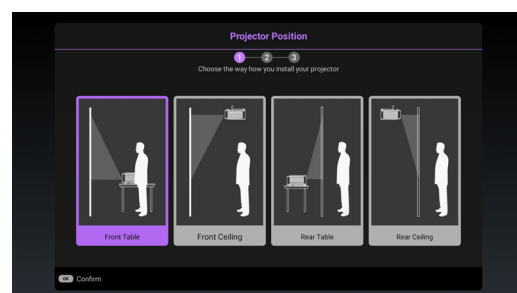 Projector Position
1 2 3
Choose the way how you install your projector
Front Table
Front Ceiling
Rear Table
Rear Ceiling
OK Confirm